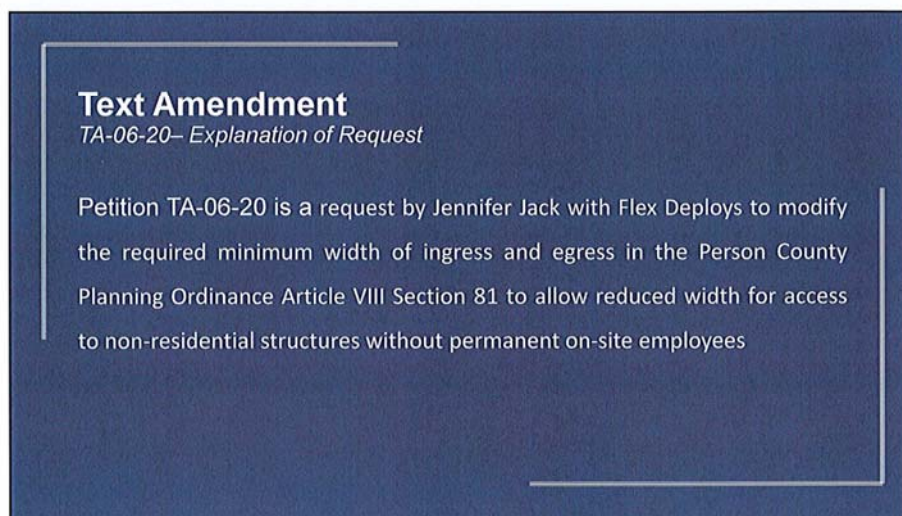 Text Amendment
TA-06-20– Explanation of Request
Petition TA-06-20 is a request by Jennifer Jack with Flex Deploys to modify
the required minimum width of ingress and egress in the Person County
Planning Ordinance Article VIII Section 81 to allow reduced width for access
to non-residential structures without permanent on-site employees